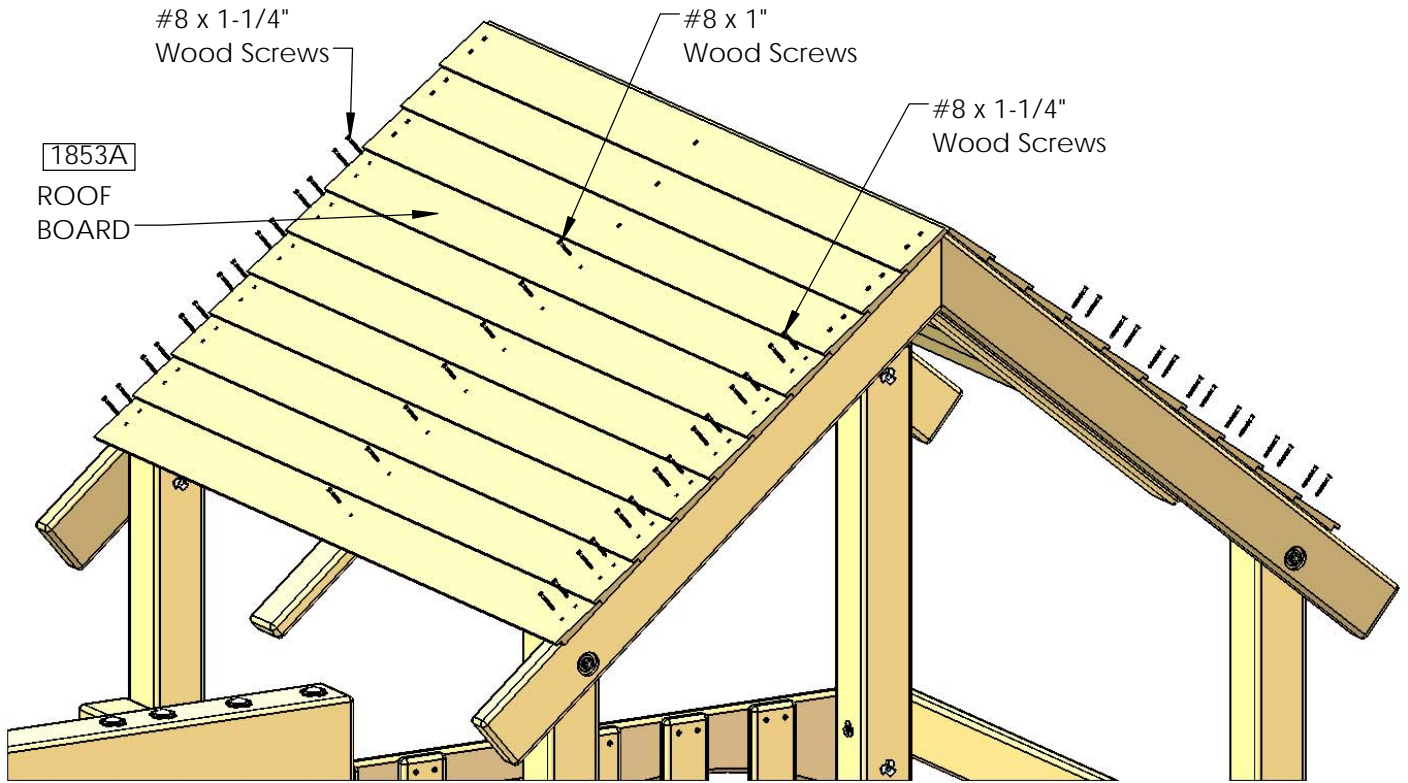 #8 x 1-1/4"
Wood Screws
#8 x 1"
Wood Screws
#8 x 1-1/4"
Wood Screws
1853A
ROOF
BOARD